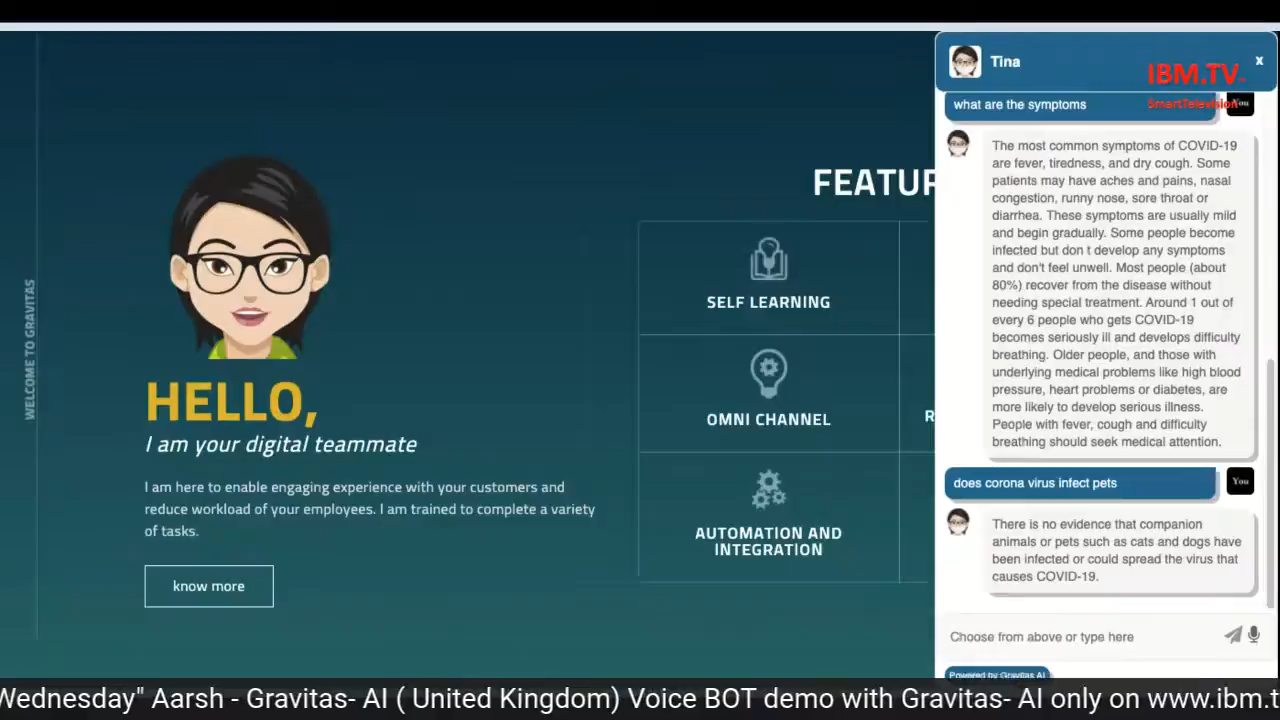 WELCOME TO GRAVITAS
HELLO,
I am your digital teammate
I am here to enable engaging experience with your customers and
reduce workload of your employees. I am trained to complete a variety
of tasks.
know more
FEATUR
SELF LEARNING
OMNI CHANNEL
R
AUTOMATION AND
INTEGRATION
Tina
x
IBM.TV
SmartTelevision
what are the symptoms
You
The most common symptoms of COVID-19
are fever, tiredness, and dry cough. Some
patients may have aches and pains, nasal
congestion, runny nose, sore throat or
diarrhea. These symptoms are usually mild
and begin gradually. Some people become
infected but don t develop any symptoms
and don't feel unwell. Most people (about
80%) recover from the disease without
needing special treatment. Around 1 out of
every 6 people who gets COVID-19
becomes seriously ill and develops difficulty
breathing. Older people, and those with
underlying medical problems like high blood
pressure, heart problems or diabetes, are
more likely to develop serious illness.
People with fever, cough and difficulty
breathing should seek medical attention.
does corona virus infect pets
You
There is no evidence that companion
animals or pets such as cats and dogs have
been infected or could spread the virus that
causes COVID-19.
Choose from above or type here
Powered by Gravitas AI
Wednesday" Aarsh - Gravitas- AI ( United Kingdom) Voice BOT demo with Gravitas- AI only on www.ibm.t